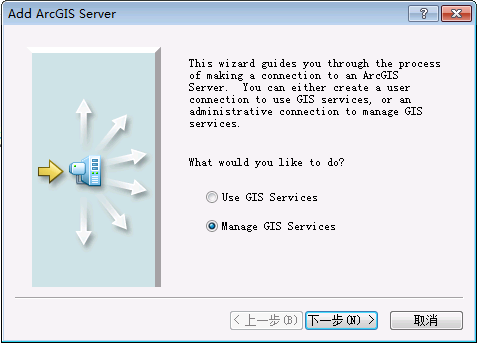 Add ArcGIS Server
This wizard guides you through the process
of making a connection to an ArcGIS
Server. You can either create a user
connection to use GIS services, or an
administrative connection to manage GIS
services.
What would you like to do?
Use GIS Services
Manage GIS Services
< 上一步(B) 下一步(N) > 取消